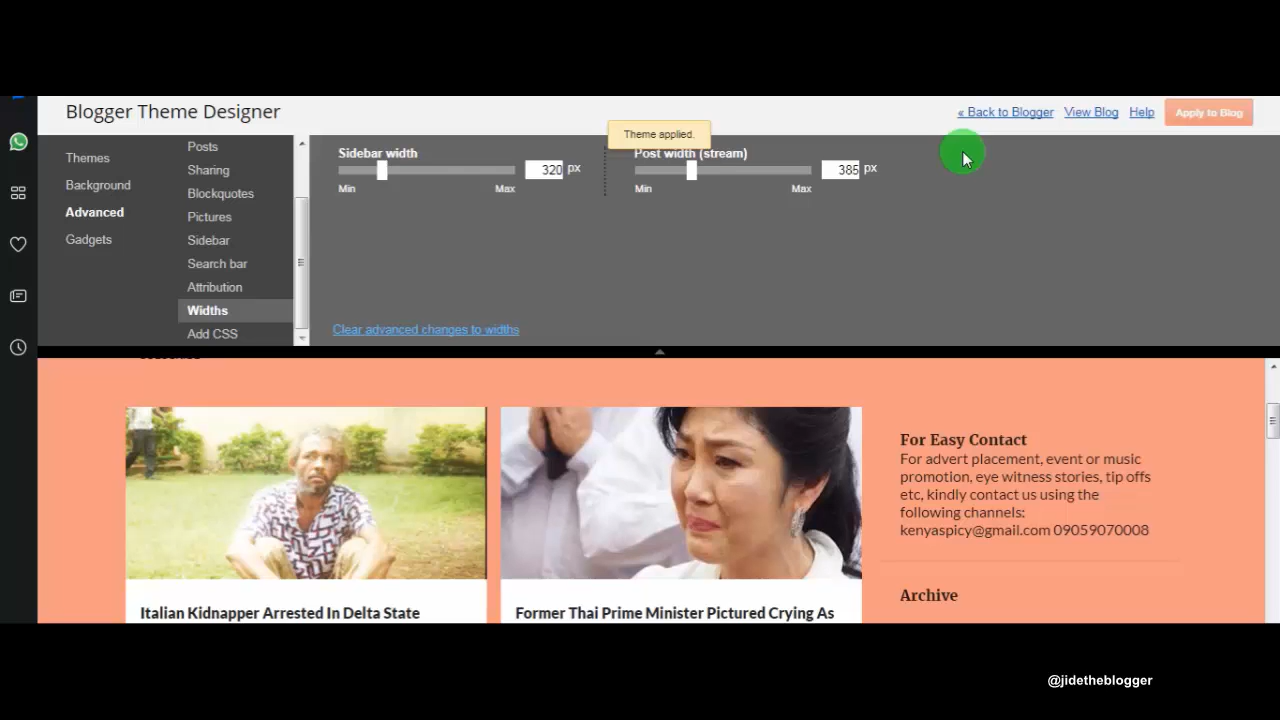 Blogger Theme Designer
« Back to Blogger View Blog Help Apply to Blog
Theme applied.
Themes
Background
Advanced
Gadgets
Posts
Sharing
Blockquotes
Pictures
Sidebar
Search bar
Attribution
Widths
Add CSS
Sidebar width
320 px
Min Max
Post width (stream)
385 px
Min Max
Clear advanced changes to widths
Italian Kidnapper Arrested In Delta State
Former Thai Prime Minister Pictured Crying As
For Easy Contact
For advert placement, event or music
promotion, eye witness stories, tip offs
etc, kindly contact us using the
following channels:
kenyaspicy@gmail.com 09059070008
Archive
@jidetheblogger